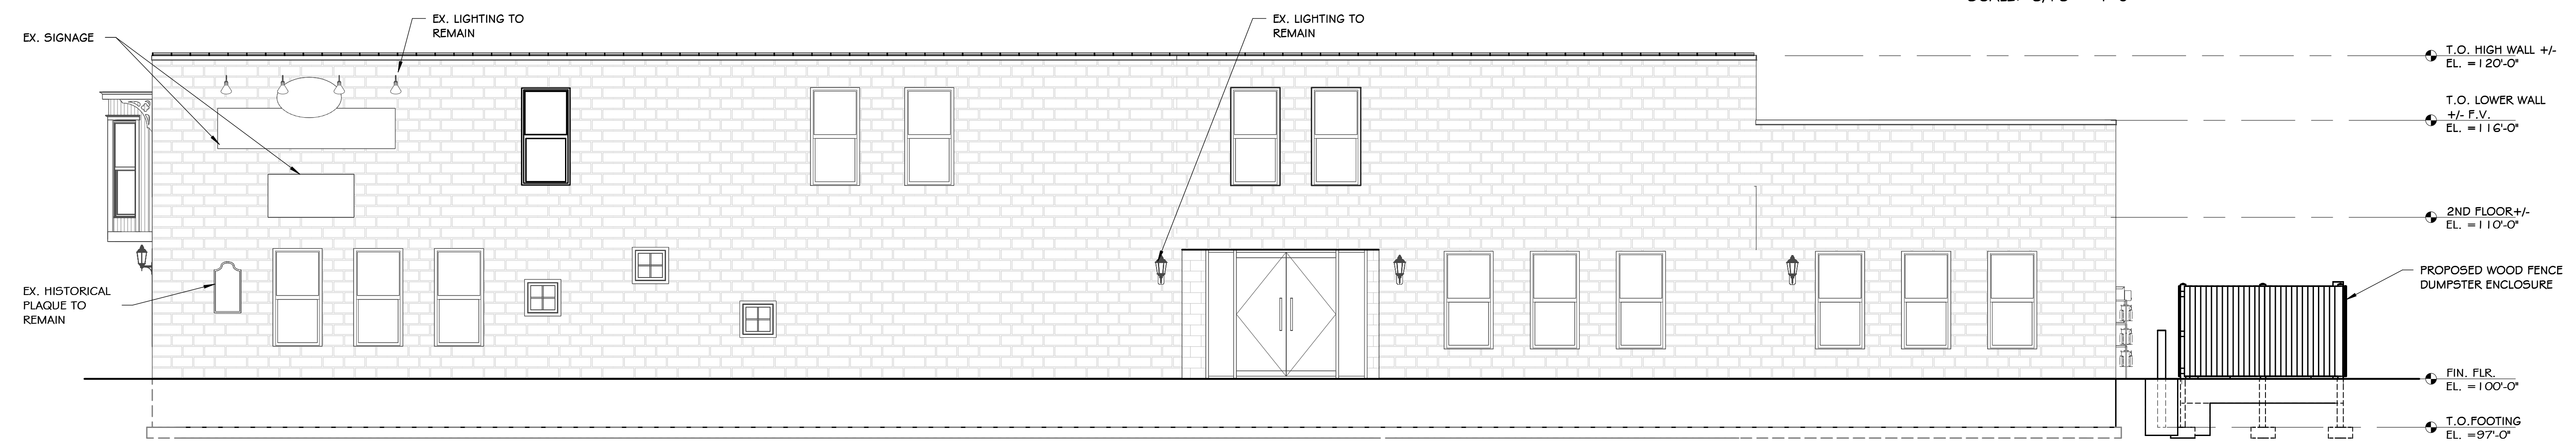 EX. LIGHTING TO
REMAIN
EX. SIGNAGE
EX. LIGHTING TO
REMAIN
T.O. HIGH WALL +/-
EL. =120'-0"
T.O. LOWER WALL
+/- F.V.
EL. =116'-0"
2ND FLOOR+/-
EL. =110'-0"
EX. HISTORICAL
PLAQUE TO
REMAIN
PROPOSED WOOD FENCE
DUMPSTER ENCLOSURE
FIN. FLR.
EL. =100'-0"
T.O.FOOTING
EL. =97'-0"